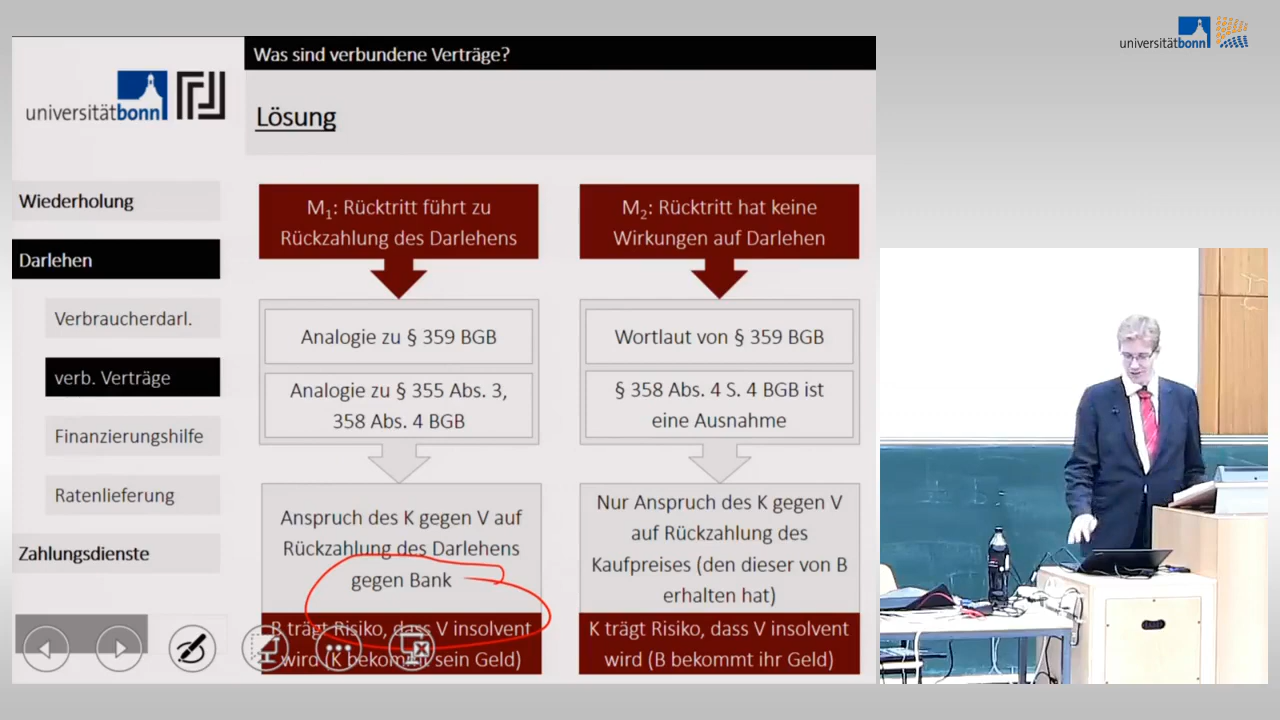 universitätbonn
Was sind verbundene Verträge?
universitätbonn
Lösung
Wiederholung
Darlehen
Verbraucherdarl.
verb. Verträge
Finanzierungshilfe
Ratenlieferung
Zahlungsdienste
M1: Rücktritt führt zu
Rückzahlung des Darlehens
Analogie zu § 359 BGB
Analogie zu § 355 Abs. 3,
358 Abs. 4 BGB
Anspruch des K gegen V auf
Rückzahlung des Darlehens
gegen Bank
B trägt Risiko, dass V insolvent
wird (K bekommt sein Geld)
M2: Rücktritt hat keine
Wirkungen auf Darlehen
Wortlaut von § 359 BGB
§ 358 Abs. 4 S. 4 BGB ist
eine Ausnahme
Nur Anspruch des K gegen V
auf Rückzahlung des
Kaufpreises (den dieser von B
erhalten hat)
K trägt Risiko, dass V insolvent
wird (B bekommt ihr Geld)